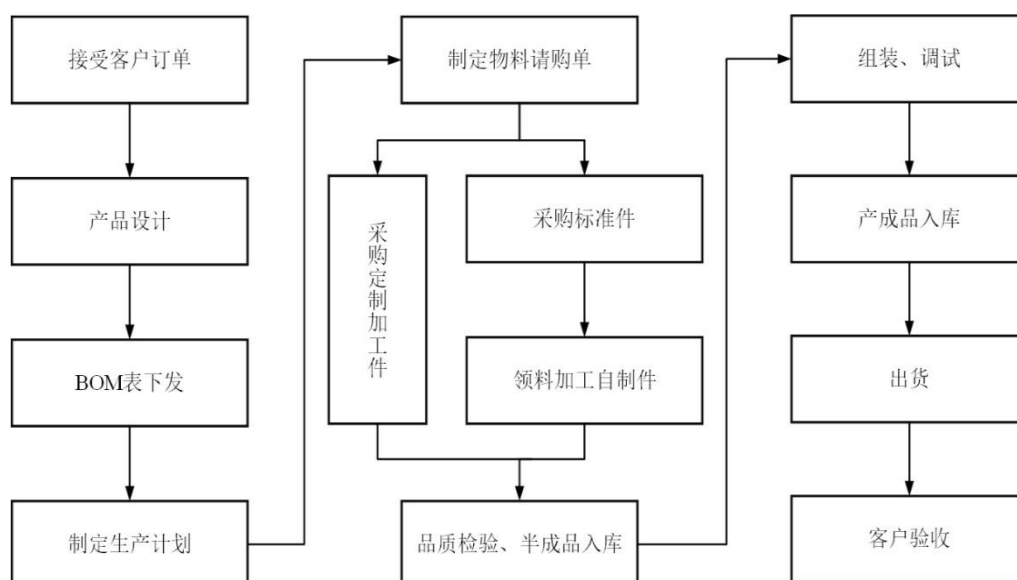 接受客户订单
产品设计
BOM表下发
制定生产计划
制定物料请购单
采购定制加工件
采购标准件
领料加工自制件
品质检验、半成品入库
组装、调试
产成品入库
出货
客户验收